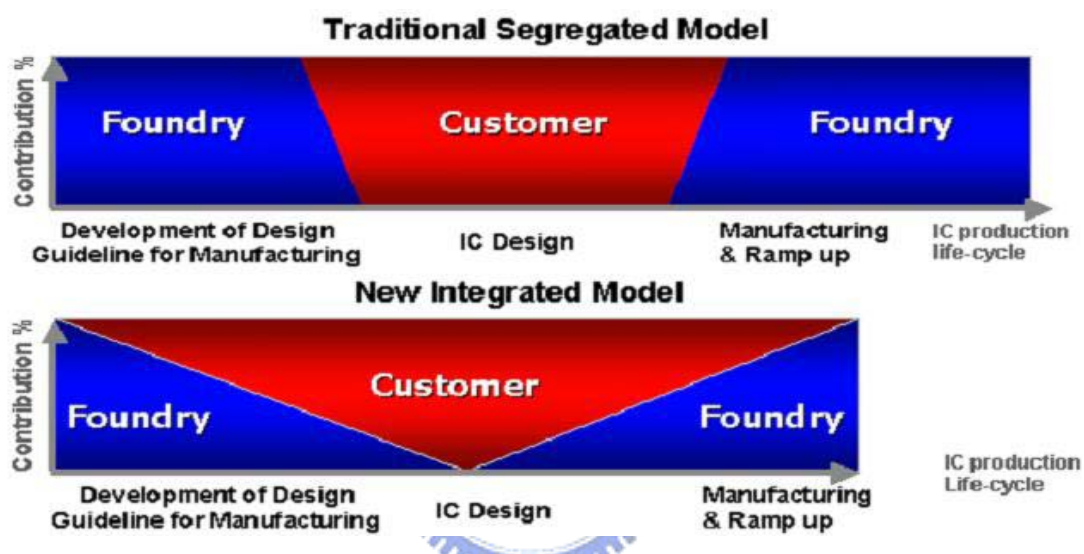 Traditional Segregated Model
Contribution %
Foundry
Customer
Foundry
Development of Design
Guideline for Manufacturing
IC Design
Manufacturing
& Ramp up
IC production
life-cycle
New Integrated Model
Contribution %
Foundry
Customer
Foundry
Development of Design
Guideline for Manufacturing
IC Design
Manufacturing
& Ramp up
IC production
Life-cycle